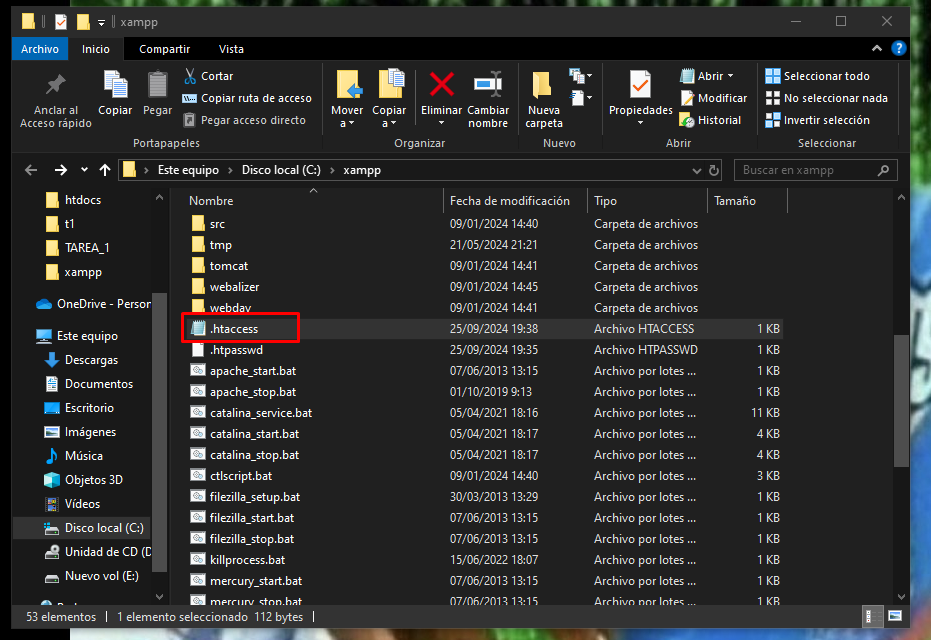 xampp
Archivo Inicio Compartir Vista
Anclar al Acceso rápido
Copiar
Pegar
Cortar
Copiar ruta de acceso
Pegar acceso directo
Portapapeles
Mover a
Copiar a
Eliminar
Cambiar nombre
Organizar
Nueva carpeta
Nuevo
Propiedades
Abrir
Modificar
Historial
Abrir
Seleccionar todo
No seleccionar nada
Invertir selección
Seleccionar
Este equipo > Disco local (C:) > xampp
Buscar en xampp
htdocs
t1
TAREA_1
xampp
OneDrive - Person
Este equipo
Descargas
Documentos
Escritorio
Imágenes
Música
Objetos 3D
Vídeos
Disco local (C:)
Unidad de CD (D
Nuevo vol (E:)
Nombre Fecha de modificación Tipo Tamaño
src 09/01/2024 14:40 Carpeta de archivos
tmp 21/05/2024 21:21 Carpeta de archivos
tomcat 09/01/2024 14:41 Carpeta de archivos
webalizer 09/01/2024 14:45 Carpeta de archivos
webdav 09/01/2024 14:41 Carpeta de archivos
.htaccess 25/09/2024 19:38 Archivo HTACCESS 1 KB
.htpasswd 25/09/2024 19:35 Archivo HTPASSWD 1 KB
apache_start.bat 07/06/2013 13:15 Archivo por lotes ... 1 KB
apache_stop.bat 01/10/2019 9:13 Archivo por lotes ... 1 KB
catalina_service.bat 05/04/2021 18:16 Archivo por lotes ... 11 KB
catalina_start.bat 05/04/2021 18:17 Archivo por lotes ... 4 KB
catalina_stop.bat 05/04/2021 18:17 Archivo por lotes ... 4 KB
ctlscript.bat 09/01/2024 14:40 Archivo por lotes ... 3 KB
filezilla_setup.bat 30/03/2013 13:29 Archivo por lotes ... 1 KB
filezilla_start.bat 07/06/2013 13:15 Archivo por lotes ... 1 KB
filezilla_stop.bat 07/06/2013 13:15 Archivo por lotes ... 1 KB
killprocess.bat 15/06/2022 18:07 Archivo por lotes ... 1 KB
mercury_start.bat 07/06/2013 13:15 Archivo por lotes ... 1 KB
mercury_stop.bat 07/06/2013 13:15 Archivo por lotes ... 1 KB
53 elementos 1 elemento seleccionado 112 bytes